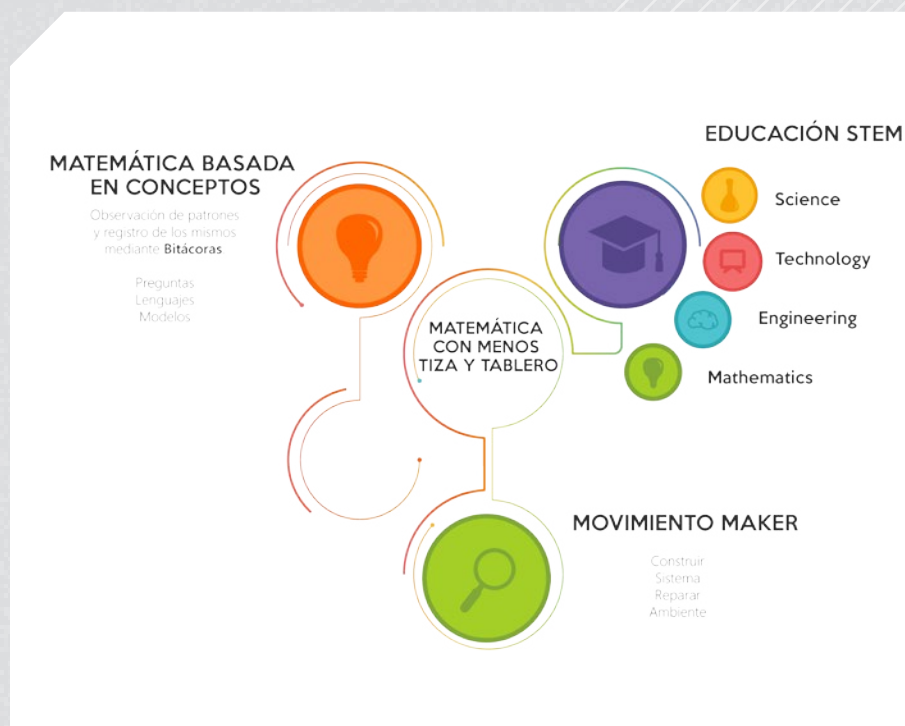 MATEMÁTICA BASADA
EN CONCEPTOS
Observación de patrones
y registro de los mismos
mediante Bitácoras
Preguntas
Lenguajes
Modelos
EDUCACIÓN STEM
Science
Technology
Engineering
Mathematics
MATEMÁTICA
CON MENOS
TIZA Y TABLERO
MOVIMIENTO MAKER
Construir
Sistema
Reparar
Ambiente